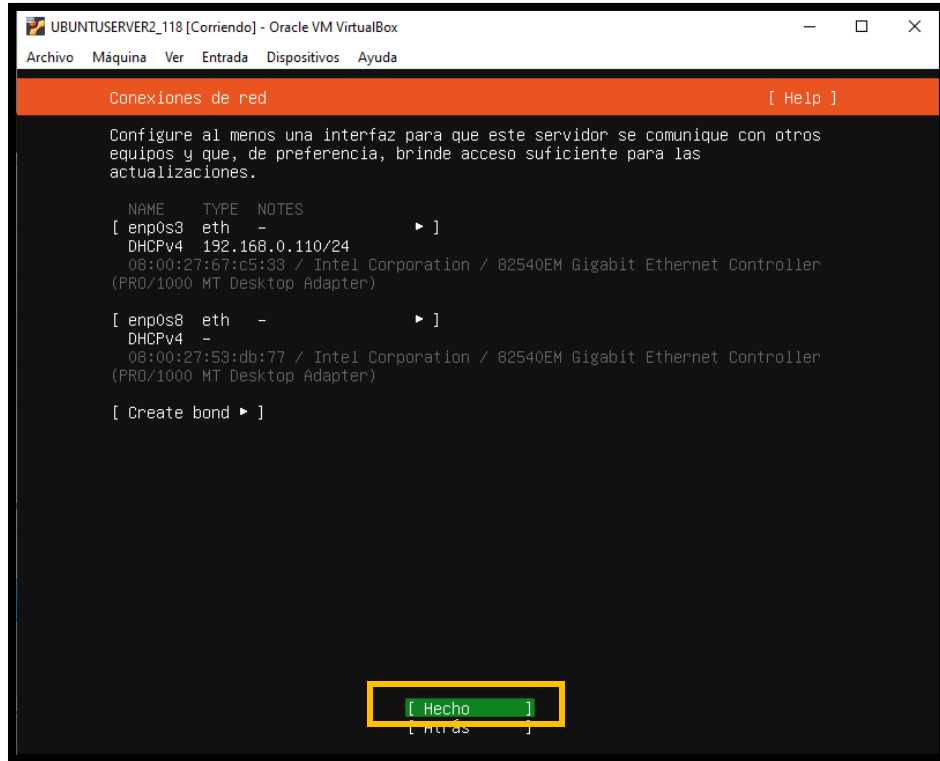 UBUNTUSERVER2_118 [Corriendo] - Oracle VM VirtualBox
Archivo Máquina Ver Entrada Dispositivos Ayuda
Conexiones de red [ Help ]
Configure al menos una interfaz para que este servidor se comunique con otros
equipos y que, de preferencia, brinde acceso suficiente para las
actualizaciones.
NAME TYPE NOTES
[ enp0s3 eth - ▸ ]
DHCPv4 192.168.0.110/24
08:00:27:67:c5:33 / Intel Corporation / 82540EM Gigabit Ethernet Controller
(PRO/1000 MT Desktop Adapter)
[ enp0s8 eth - ▸ ]
DHCPv4 -
08:00:27:53:db:77 / Intel Corporation / 82540EM Gigabit Ethernet Controller
(PRO/1000 MT Desktop Adapter)
[ Create bond ▸ ]
[ Hecho ]
[ Atrás ]